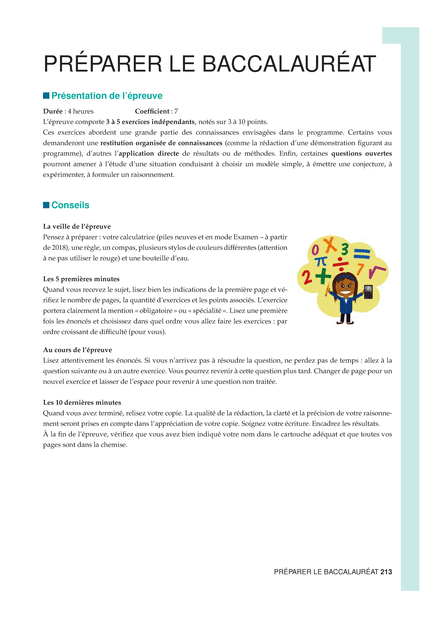 PRÉPARER LE BACCALAURÉAT
Présentation de l'épreuve
Durée : 4 heures Coefficient : 7
L'épreuve comporte 3 à 5 exercices indépendants, notés sur 3 à 10 points.
Ces exercices abordent une grande partie des connaissances envisagées dans le programme. Certains vous
demanderont une restitution organisée de connaissances (comme la rédaction d'une démonstration figurant au
programme), d'autres l'application directe de résultats ou de méthodes. Enfin, certaines questions ouvertes
pourront amener à l'étude d'une situation conduisant à choisir un modèle simple, à émettre une conjecture, à
expérimenter, à formuler un raisonnement.
Conseils
La veille de l'épreuve
Pensez à préparer : votre calculatrice (piles neuves et en mode Examen – à partir
de 2018), une règle, un compas, plusieurs stylos de couleurs différentes (attention
à ne pas utiliser le rouge) et une bouteille d'eau.
Les 5 premières minutes
Quand vous recevez le sujet, lisez bien les indications de la première page et vé-
rifiez le nombre de pages, la quantité d'exercices et les points associés. L'exercice
portera clairement la mention « obligatoire » ou « spécialité ». Lisez une première
fois les énoncés et choisissez dans quel ordre vous allez faire les exercices : par
ordre croissant de difficulté (pour vous).
0 X 3 =
π ÷ 7
2 + √
Au cours de l'épreuve
Lisez attentivement les énoncés. Si vous n'arrivez pas à résoudre la question, ne perdez pas de temps : allez à la
question suivante ou à un autre exercice. Vous pourrez revenir à cette question plus tard. Changer de page pour un
nouvel exercice et laisser de l'espace pour revenir à une question non traitée.
Les 10 dernières minutes
Quand vous avez terminé, relisez votre copie. La qualité de la rédaction, la clarté et la précision de votre raisonne-
ment seront prises en compte dans l'appréciation de votre copie. Soignez votre écriture. Encadrez les résultats.
À la fin de l'épreuve, vérifiez que vous avez bien indiqué votre nom dans le cartouche adéquat et que toutes vos
pages sont dans la chemise.
PRÉPARER LE BACCALAURÉAT 213